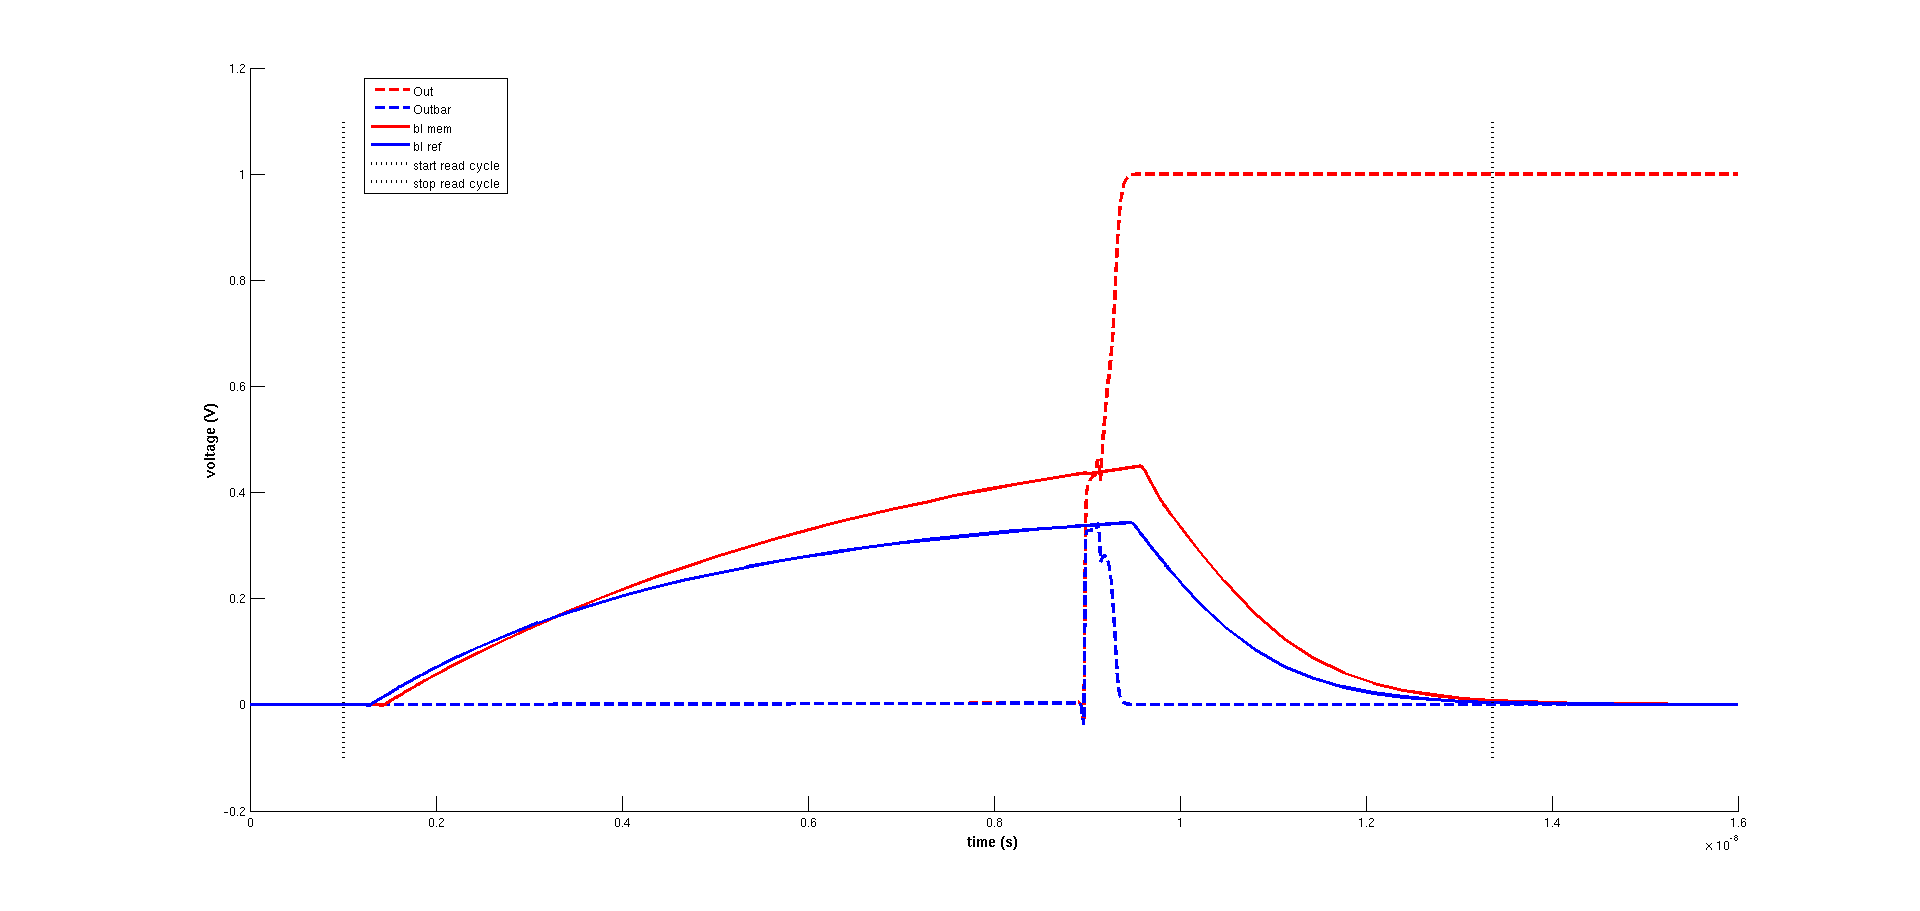 1.2
1
0.8
0.6
0.4
0.2
0
-0.2
voltage (V)
Out
Outbar
bl mem
bl ref
start read cycle
stop read cycle
0 0.2 0.4 0.6 0.8 1 1.2 1.4 1.6
time (s)
x 10^-8